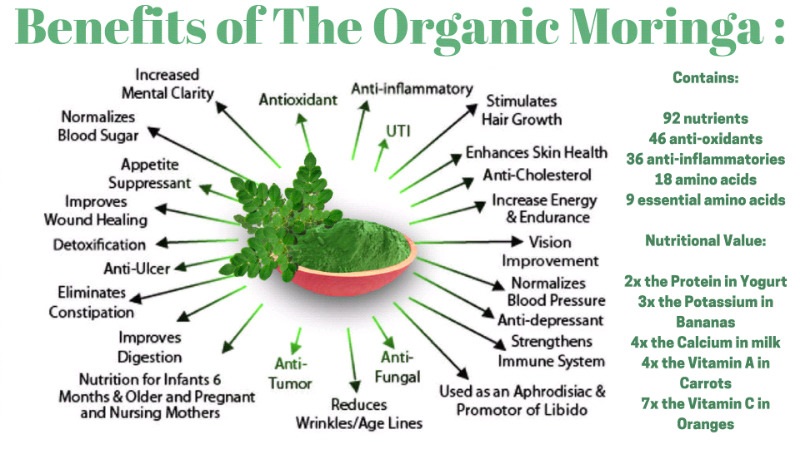 Benefits of The Organic Moringa :
Increased
Mental Clarity
Antioxidant
Anti-inflammatory
UTI
Stimulates
Hair Growth
Normalizes
Blood Sugar
Enhances Skin Health
Appetite
Suppressant
Anti-Cholesterol
Improves
Wound Healing
Increase Energy
& Endurance
Detoxification
Vision
Improvement
Anti-Ulcer
Normalizes
Blood Pressure
Eliminates
Constipation
Anti-depressant
Improves
Digestion
Strengthens
Immune System
Anti-
Tumor
Anti-
Fungal
Nutrition for Infants 6
Months & Older and Pregnant
and Nursing Mothers
Reduces
Wrinkles/Age Lines
Used as an Aphrodisiac &
Promotor of Libido
Contains:
92 nutrients
46 anti-oxidants
36 anti-inflammatories
18 amino acids
9 essential amino acids
Nutritional Value:
2x the Protein in Yogurt
3x the Potassium in
Bananas
4x the Calcium in milk
4x the Vitamin A in
Carrots
7x the Vitamin C in
Oranges